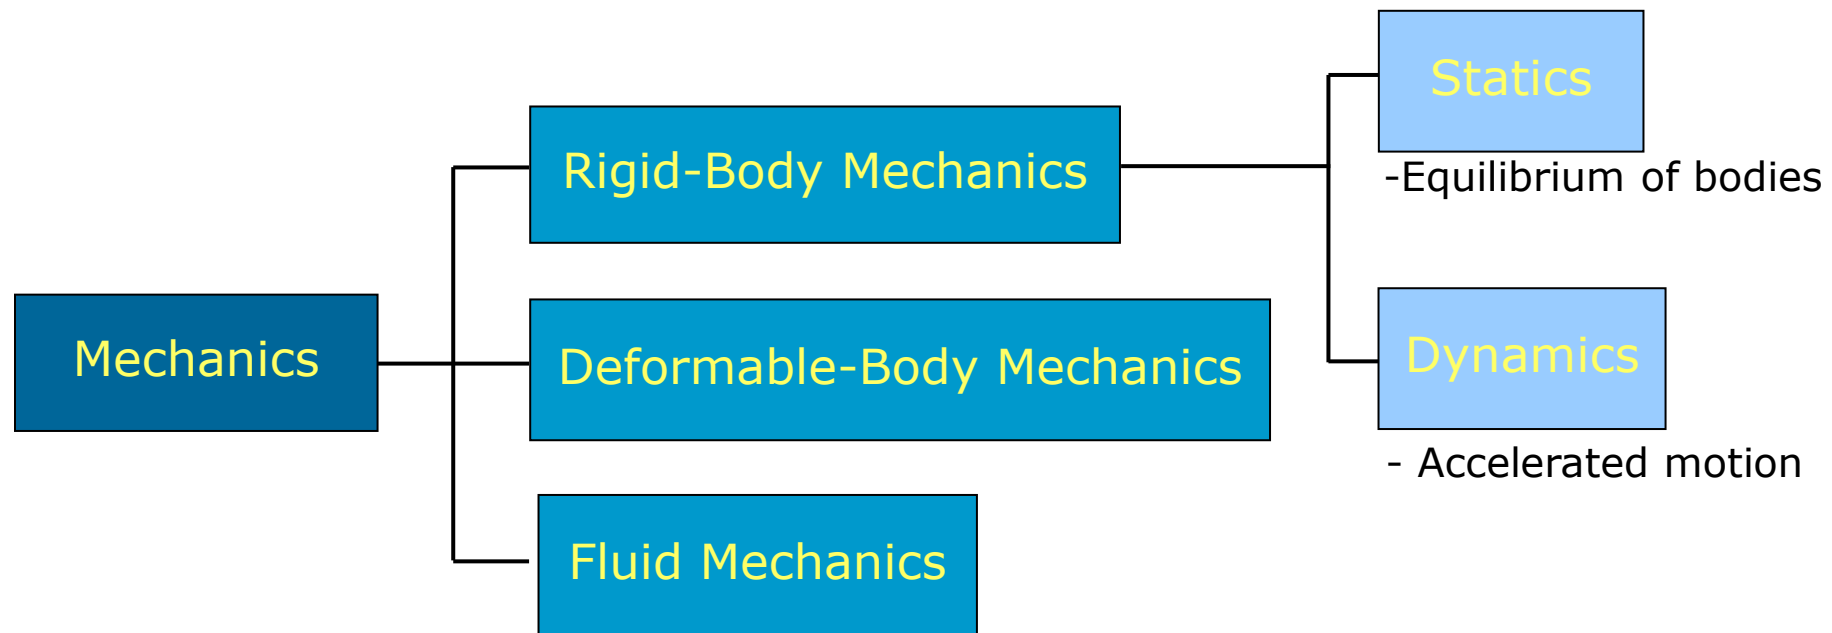 Statics
-Equilibrium of bodies
Rigid-Body Mechanics
Mechanics
Deformable-Body Mechanics
Dynamics
- Accelerated motion
Fluid Mechanics